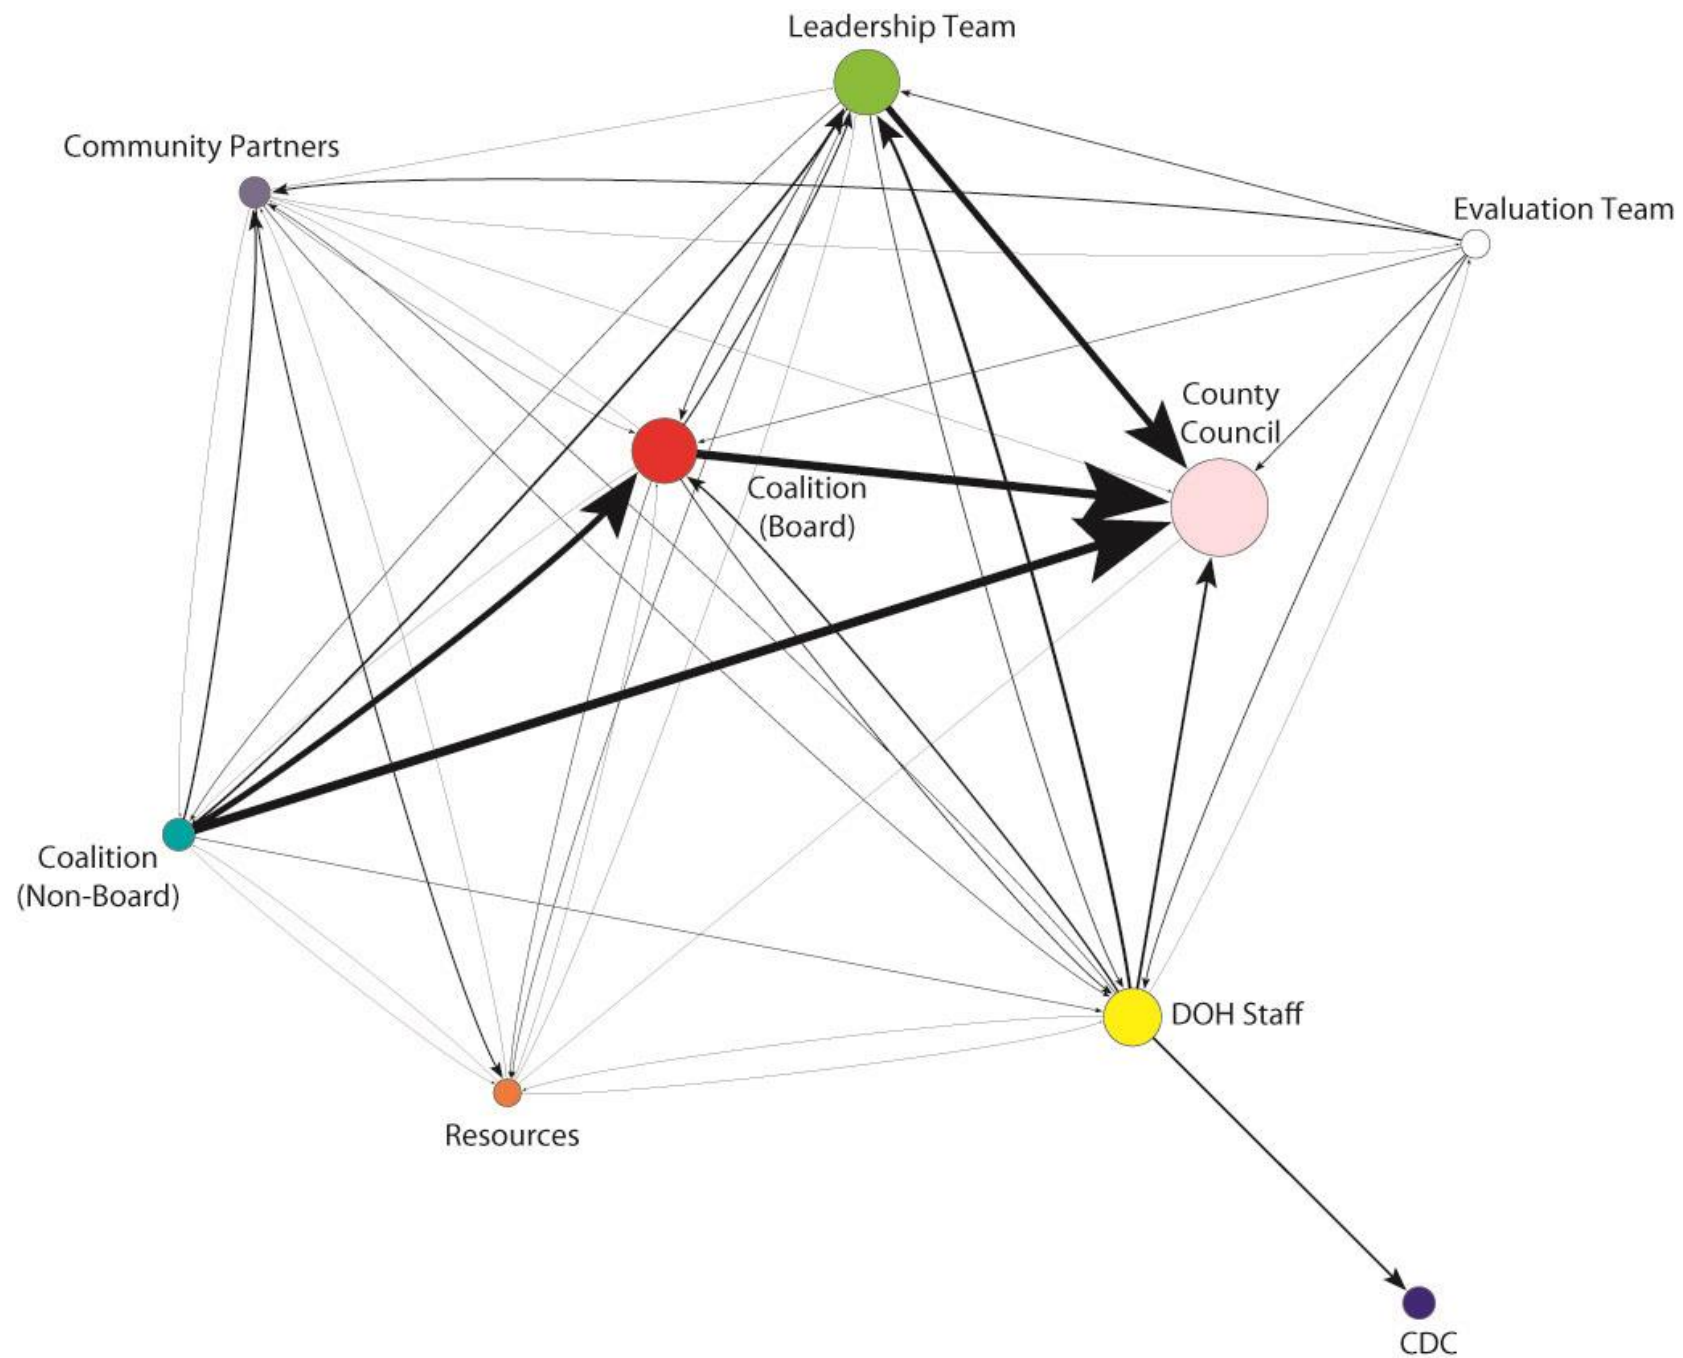 Leadership Team
Community Partners
Evaluation Team
County
Council
Coalition
(Board)
Coalition
(Non-Board)
DOH Staff
Resources
CDC